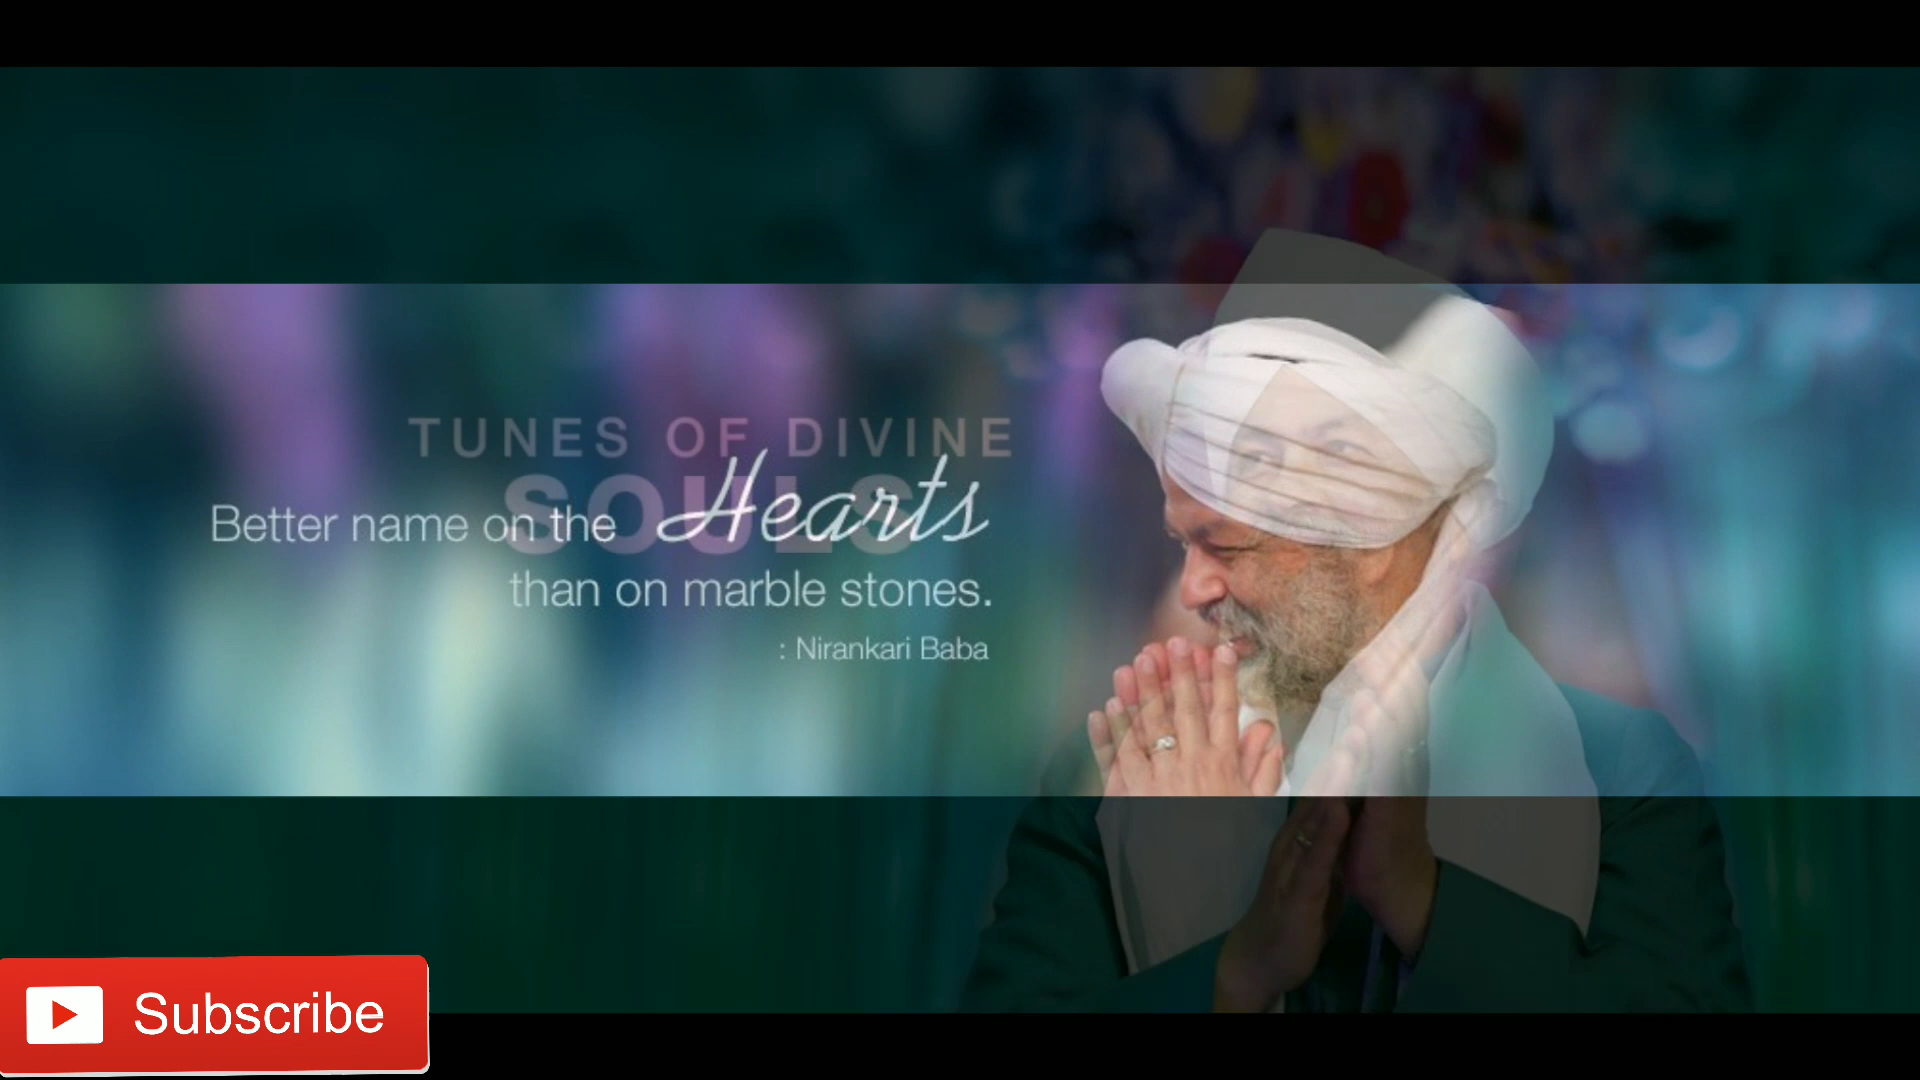 TUNES OF DIVINE
SOULS
Better name on the Hearts
than on marble stones.
: Nirankari Baba
Subscribe